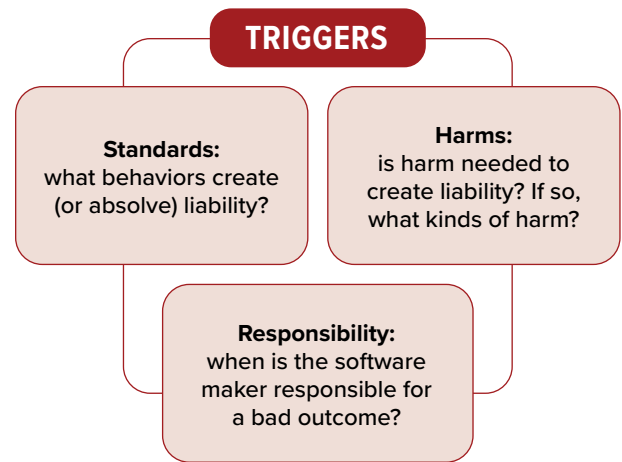 TRIGGERS
Standards:
what behaviors create
(or absolve) liability?
Harms:
is harm needed to
create liability? If so,
what kinds of harm?
Responsibility:
when is the software
maker responsible for
a bad outcome?